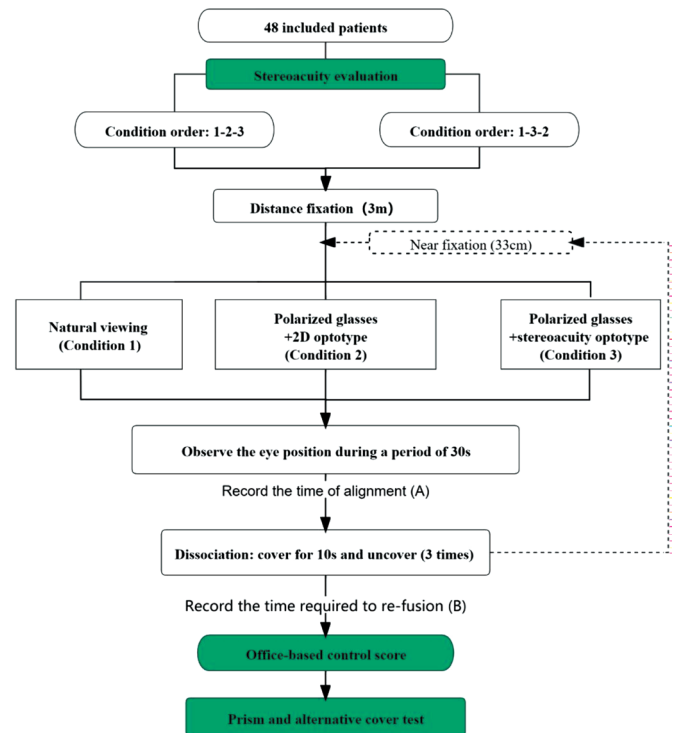 48 included patients
Stereoacuity evaluation
Condition order: 1-2-3
Condition order: 1-3-2
Distance fixation (3m)
Near fixation (33cm)
Natural viewing
(Condition 1)
Polarized glasses
+2D optotype
(Condition 2)
Polarized glasses
+stereoacuity optotype
(Condition 3)
Observe the eye position during a period of 30s
Record the time of alignment (A)
Dissociation: cover for 10s and uncover (3 times)
Record the time required to re-fusion (B)
Office-based control score
Prism and alternative cover test